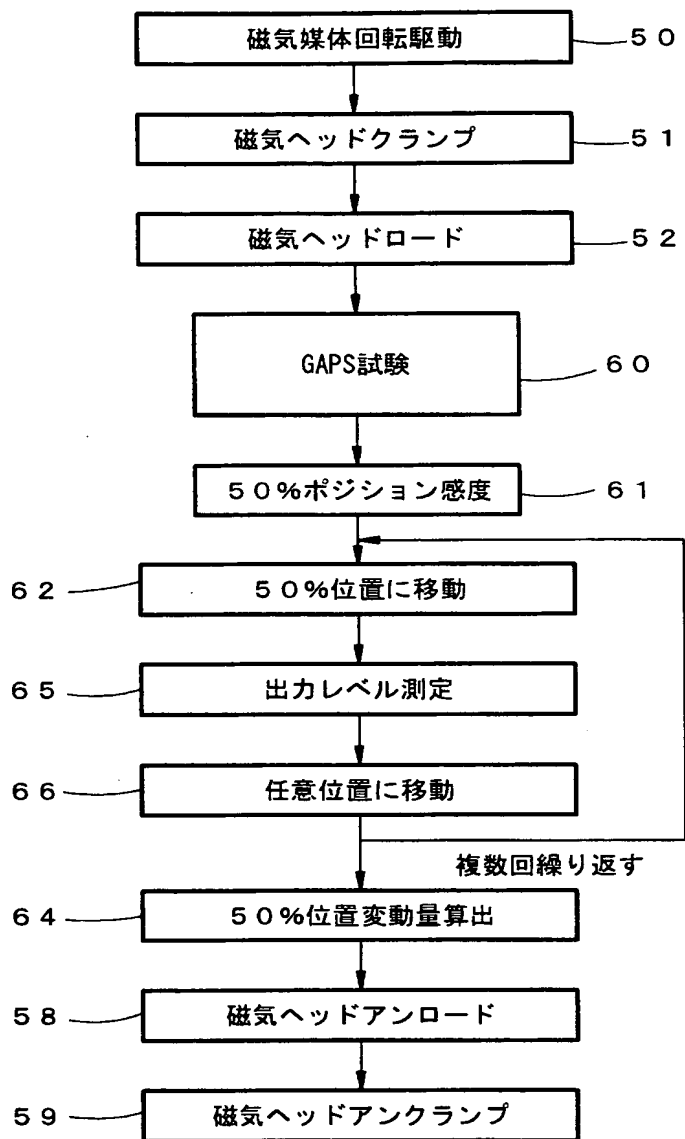 磁気媒体回転駆動 50
磁気ヘッドクランプ 51
磁気ヘッドロード 52
GAPS試験 60
50%ポジション感度 61
62 50%位置に移動
65 出力レベル測定
66 任意位置に移動
複数回繰り返す
64 50%位置変動量算出
58 磁気ヘッドアンロード
59 磁気ヘッドアンクランプ